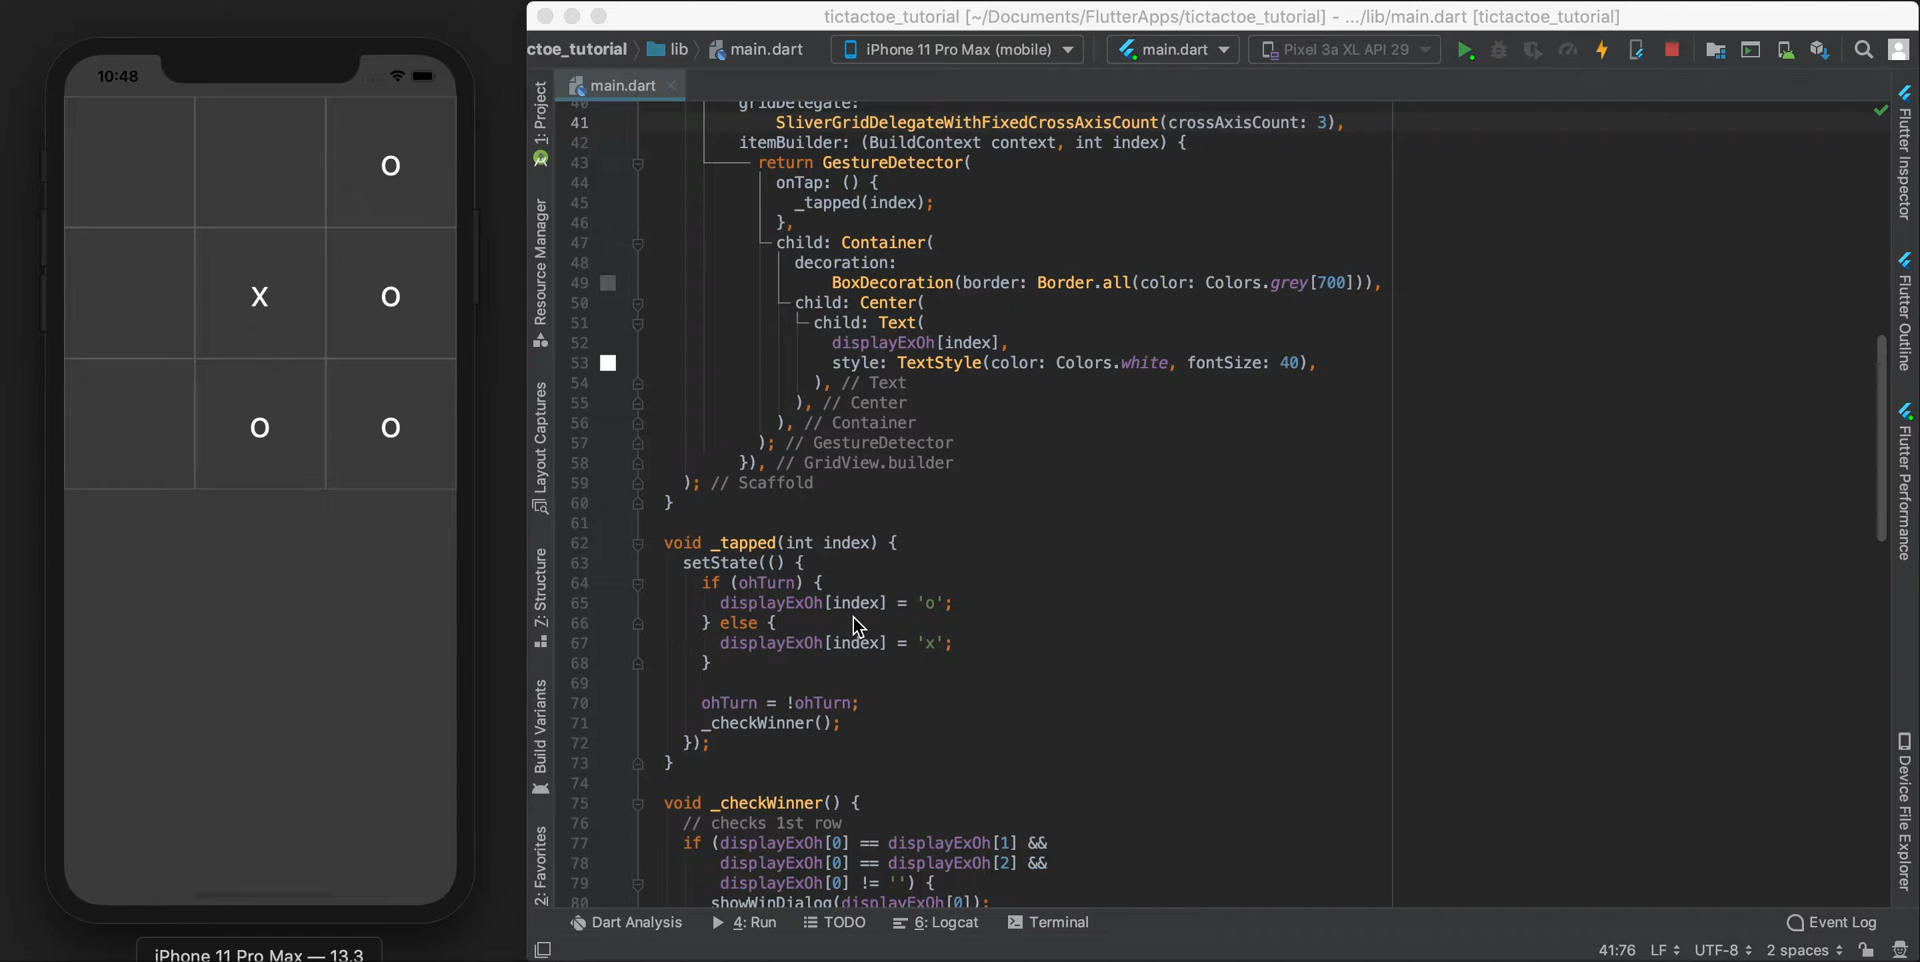 tictactoe_tutorial [~/Documents/FlutterApps/tictactoe_tutorial] - .../lib/main.dart [tictactoe_tutorial]
ctoe_tutorial lib main.dart iPhone 11 Pro Max (mobile) main.dart Pixel 3a XL API 29
main.dart
10:48
o
x o
o o
iPhone 11 Pro Max — 13.3
1: Project
Resource Manager
Layout Captures
Z: Structure
Build Variants
2: Favorites
40 gridDelegate:
41 SliverGridDelegateWithFixedCrossAxisCount(crossAxisCount: 3),
42 itemBuilder: (BuildContext context, int index) {
43 return GestureDetector(
44 onTap: () {
45 _tapped(index);
46 },
47 child: Container(
48 decoration:
49 BoxDecoration(border: Border.all(color: Colors.grey[700])),
50 child: Center(
51 child: Text(
52 displayExOh[index],
53 style: TextStyle(color: Colors.white, fontSize: 40),
54 ), // Text
55 ), // Center
56 ), // Container
57 ); // GestureDetector
58 }), // GridView.builder
59 ); // Scaffold
60 }
61
62 void _tapped(int index) {
63 setState(() {
64 if (ohTurn) {
65 displayExOh[index] = 'o';
66 } else {
67 displayExOh[index] = 'x';
68 }
69
70 ohTurn = !ohTurn;
71 _checkWinner();
72 });
73 }
74
75 void _checkWinner() {
76 // checks 1st row
77 if (displayExOh[0] == displayExOh[1] &&
78 displayExOh[0] == displayExOh[2] &&
79 displayExOh[0] != '') {
80 showWinDialog(displayExOh[0]);
Flutter Inspector
Flutter Outline
Flutter Performance
Device File Explorer
Dart Analysis 4: Run TODO 6: Logcat Terminal Event Log
41:76 LF UTF-8 2 spaces